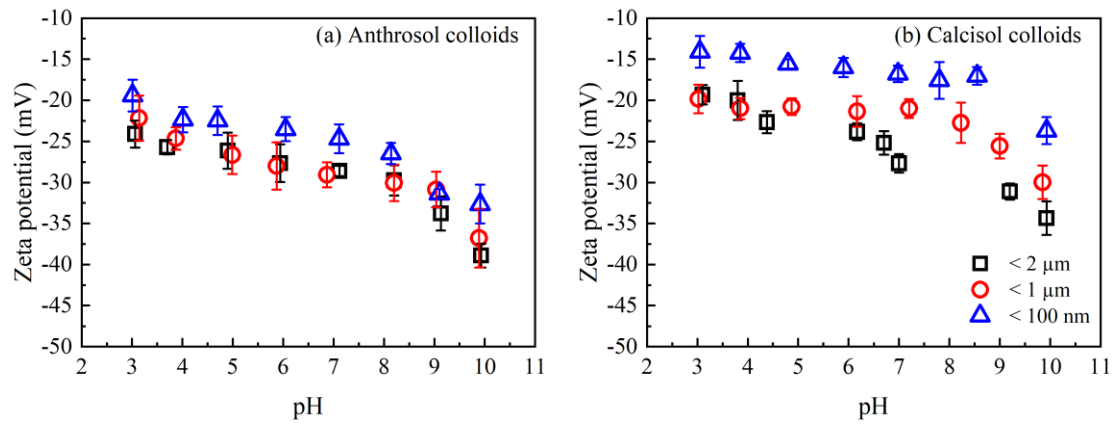 (a) Anthrosol colloids
Zeta potential (mV)
-10
-15
-20
-25
-30
-35
-40
-45
-50
2 3 4 5 6 7 8 9 10 11
pH
(b) Calcisol colloids
Zeta potential (mV)
-10
-15
-20
-25
-30
-35
-40
-45
-50
< 2 µm
< 1 µm
< 100 nm
2 3 4 5 6 7 8 9 10 11
pH